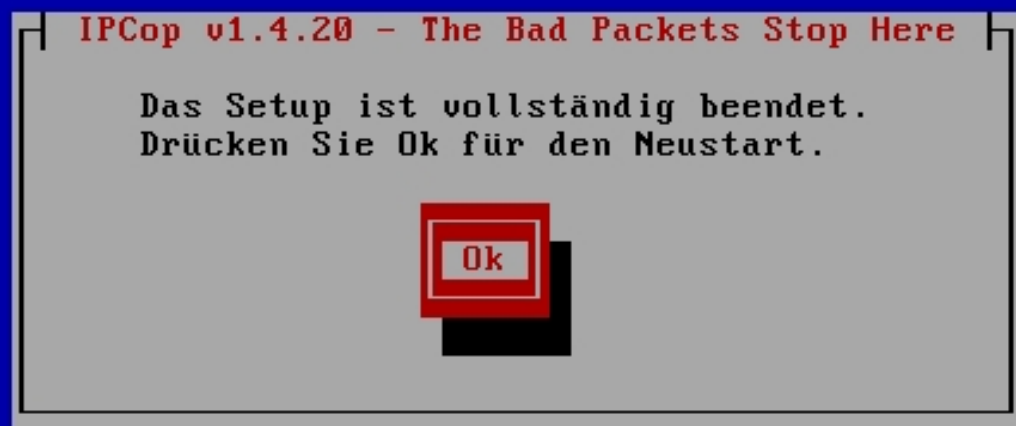 IPCop v1.4.20 - The Bad Packets Stop Here
Das Setup ist vollständig beendet.
Drücken Sie Ok für den Neustart.
Ok